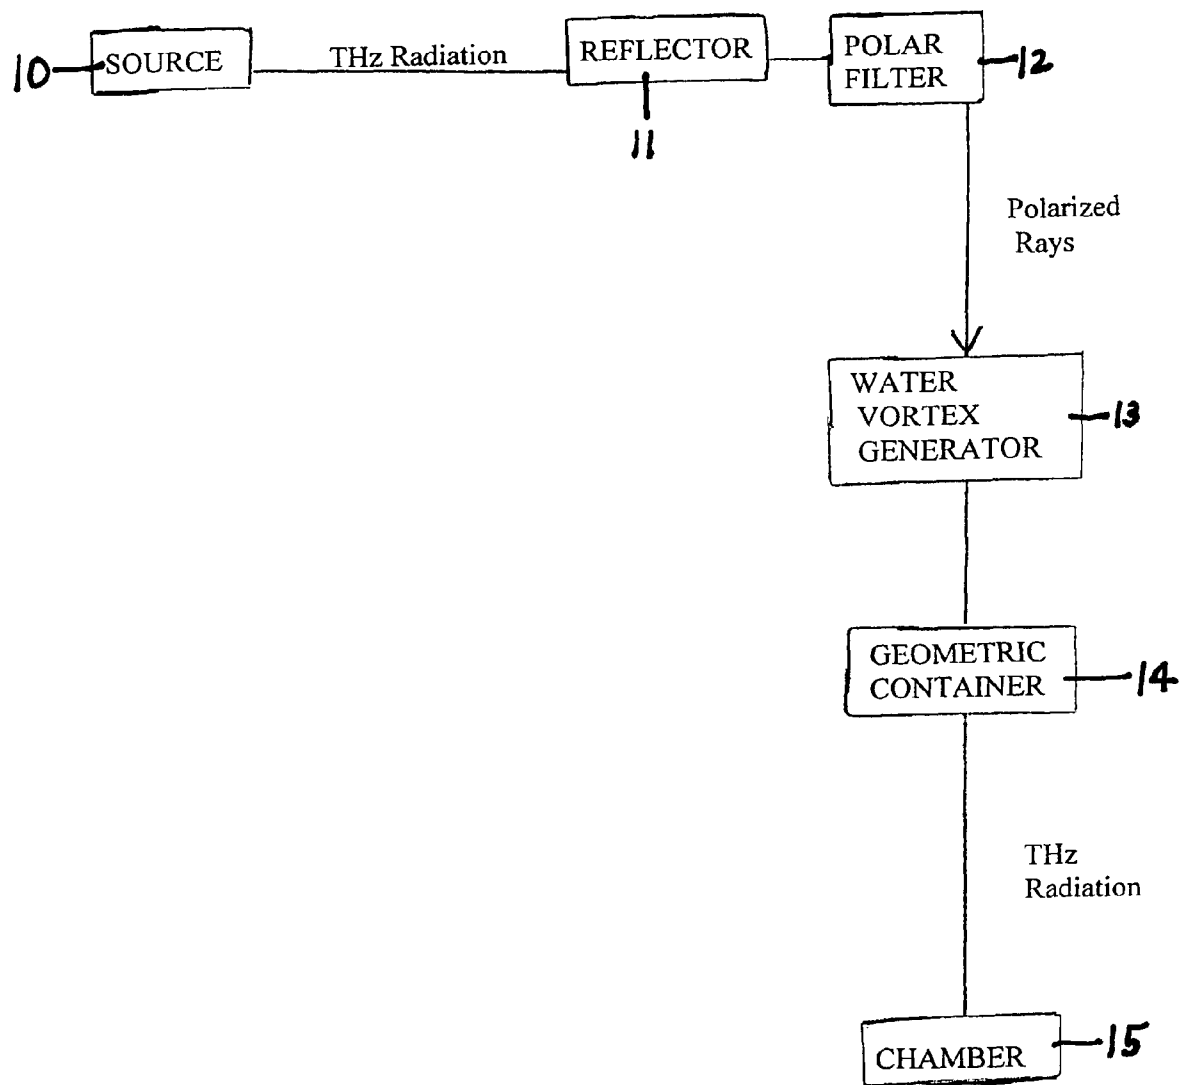 10
SOURCE
THz Radiation
REFLECTOR
11
POLAR
FILTER
12
Polarized
Rays
WATER
VORTEX
GENERATOR
13
GEOMETRIC
CONTAINER
14
THz
Radiation
CHAMBER
15